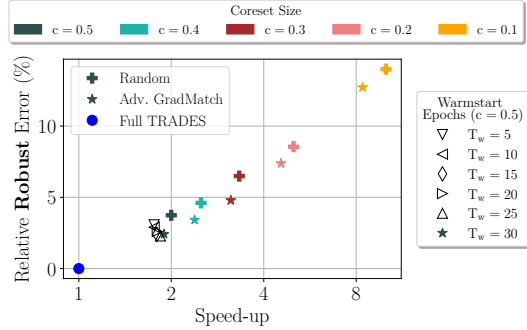 Coreset Size
c = 0.5 c = 0.4 c = 0.3 c = 0.2 c = 0.1
Relative Robust Error (%)
10
5
0
Random
Adv. GradMatch
Full TRADES
1 2 4 8
Speed-up
Warmstart
Epochs (c = 0.5)
T_w = 5
T_w = 10
T_w = 15
T_w = 20
T_w = 25
T_w = 30